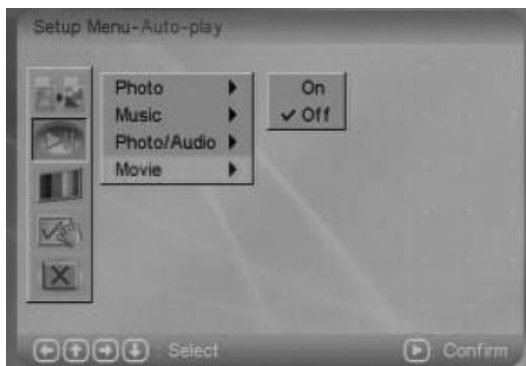 Setup Menu-Auto-play
Photo
Music
Photo/Audio
Movie
On
Off
: Select
: Confirm